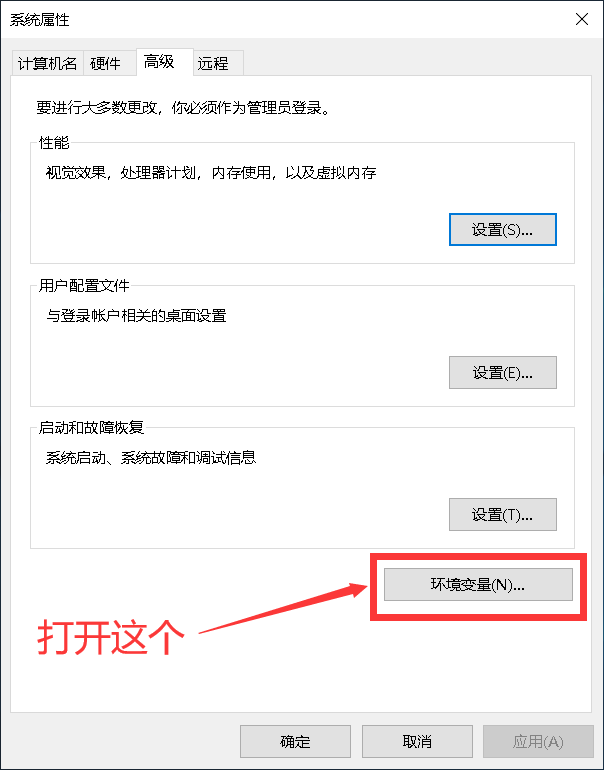 系统属性
计算机名 硬件 高级 远程
要进行大多数更改，你必须作为管理员登录。
性能
视觉效果，处理器计划，内存使用，以及虚拟内存
设置(S)...
用户配置文件
与登录帐户相关的桌面设置
设置(E)...
启动和故障恢复
系统启动、系统故障和调试信息
设置(T)...
环境变量(N)...
打开这个
确定 取消 应用(A)